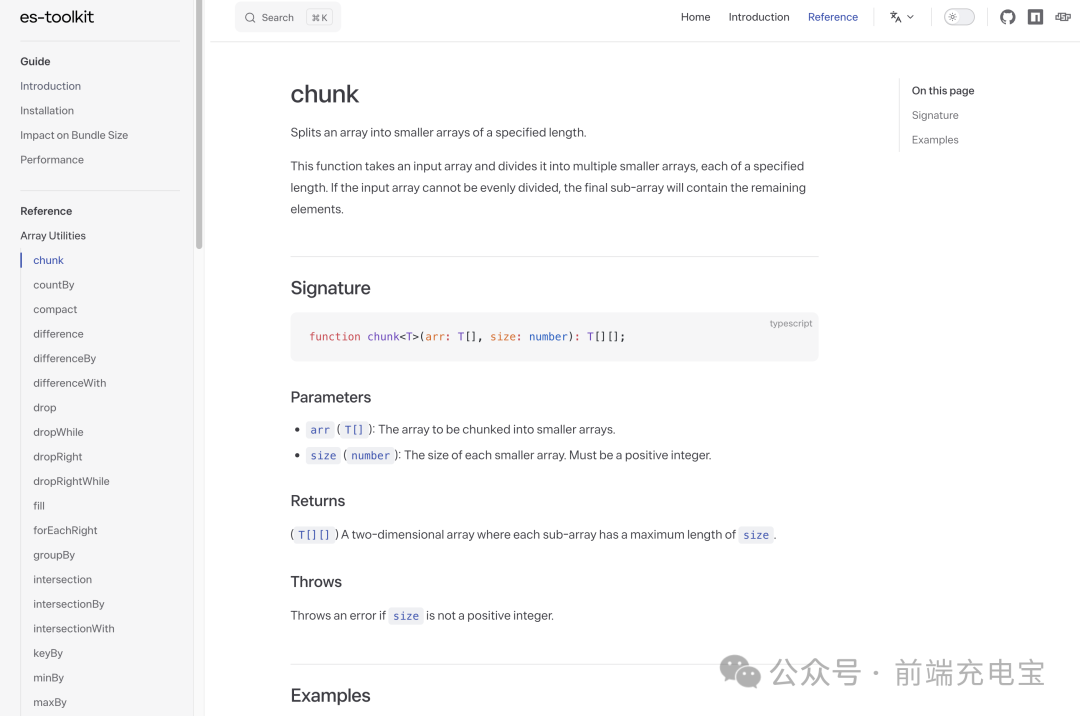 es-toolkit
Search ⌘ K
Home Introduction Reference
Guide
Introduction
Installation
Impact on Bundle Size
Performance
Reference
Array Utilities
chunk
countBy
compact
difference
differenceBy
differenceWith
drop
dropWhile
dropRight
dropRightWhile
fill
forEachRight
groupBy
intersection
intersectionBy
intersectionWith
keyBy
minBy
maxBy
chunk
Splits an array into smaller arrays of a specified length.
This function takes an input array and divides it into multiple smaller arrays, each of a specified
length. If the input array cannot be evenly divided, the final sub-array will contain the remaining
elements.
Signature
typescript
function chunk<T>(arr: T[], size: number): T[][];
Parameters
• arr ( T[] ): The array to be chunked into smaller arrays.
• size ( number ): The size of each smaller array. Must be a positive integer.
Returns
( T[][] ) A two-dimensional array where each sub-array has a maximum length of size .
Throws
Throws an error if size is not a positive integer.
Examples
On this page
Signature
Examples
公众号 · 前端充电宝